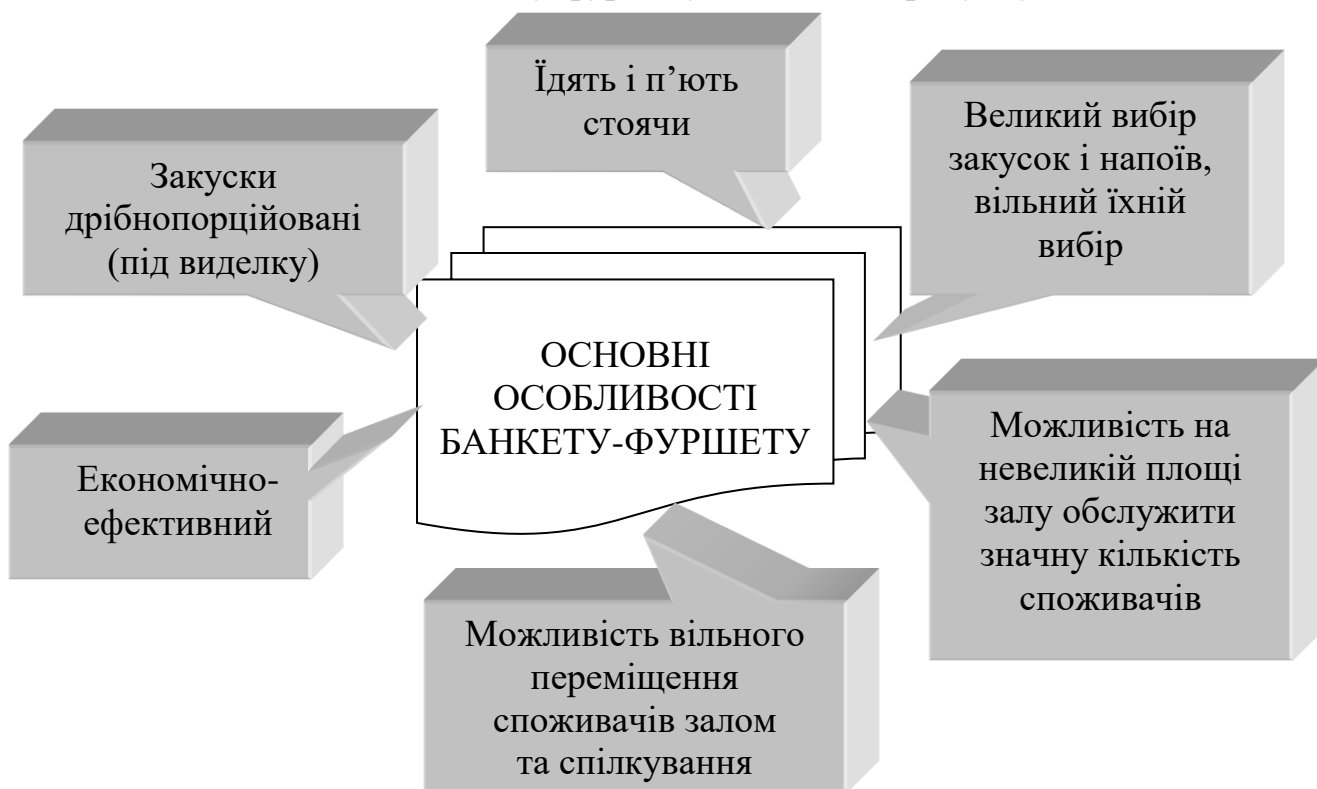 Їдять і п’ють
стоячи
Великий вибір
закусок і напоїв,
вільний їхній
вибір
Закуски
дрібнопорційовані
(під виделку)
ОСНОВНІ
ОСОБЛИВОСТІ
БАНКЕТУ-ФУРШЕТУ
Економічно-
ефективний
Можливість на
невеликій площі
залу обслужити
значну кількість
споживачів
Можливість вільного
переміщення
споживачів залом
та спілкування